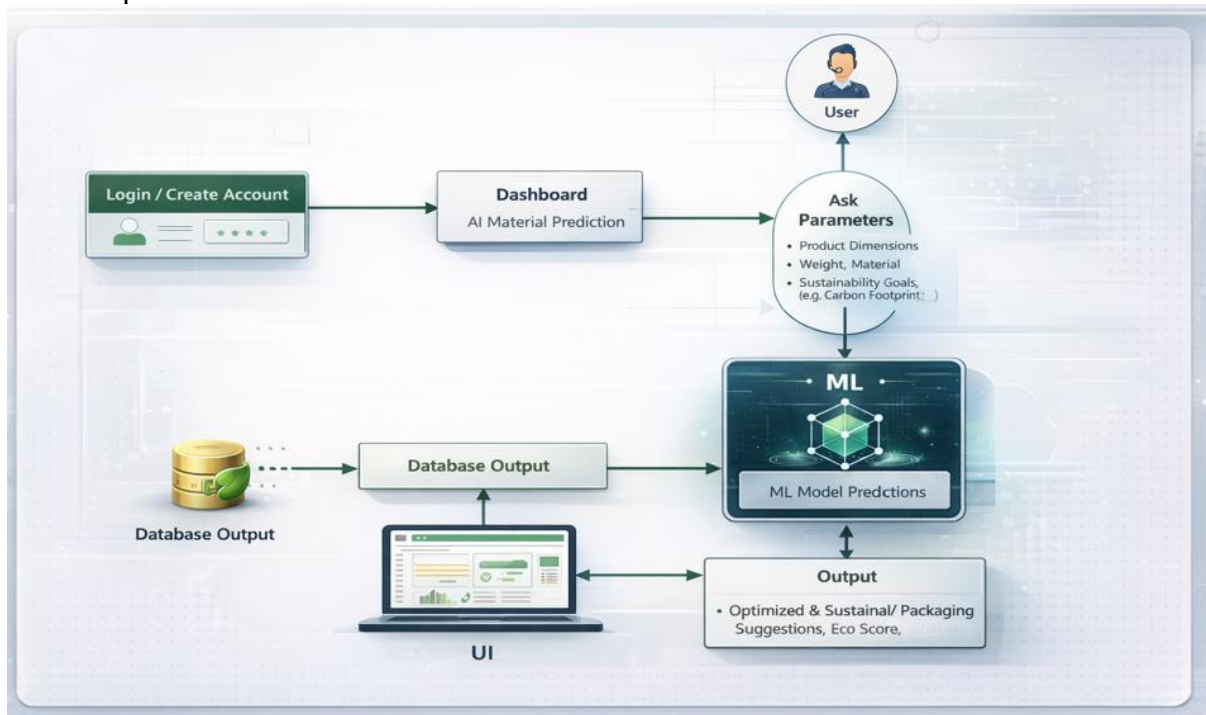 User
Login / Create Account
Dashboard
AI Material Prediction
Ask
Parameters
• Product Dimensions
• Weight, Material
• Sustainability Goals,
(e.g. Carbon Footprint
ML
ML Model Predctions
Database Output
Database Output
UI
Output
• Optimized & Sustainal/ Packaging
Suggestions, Eco Score,